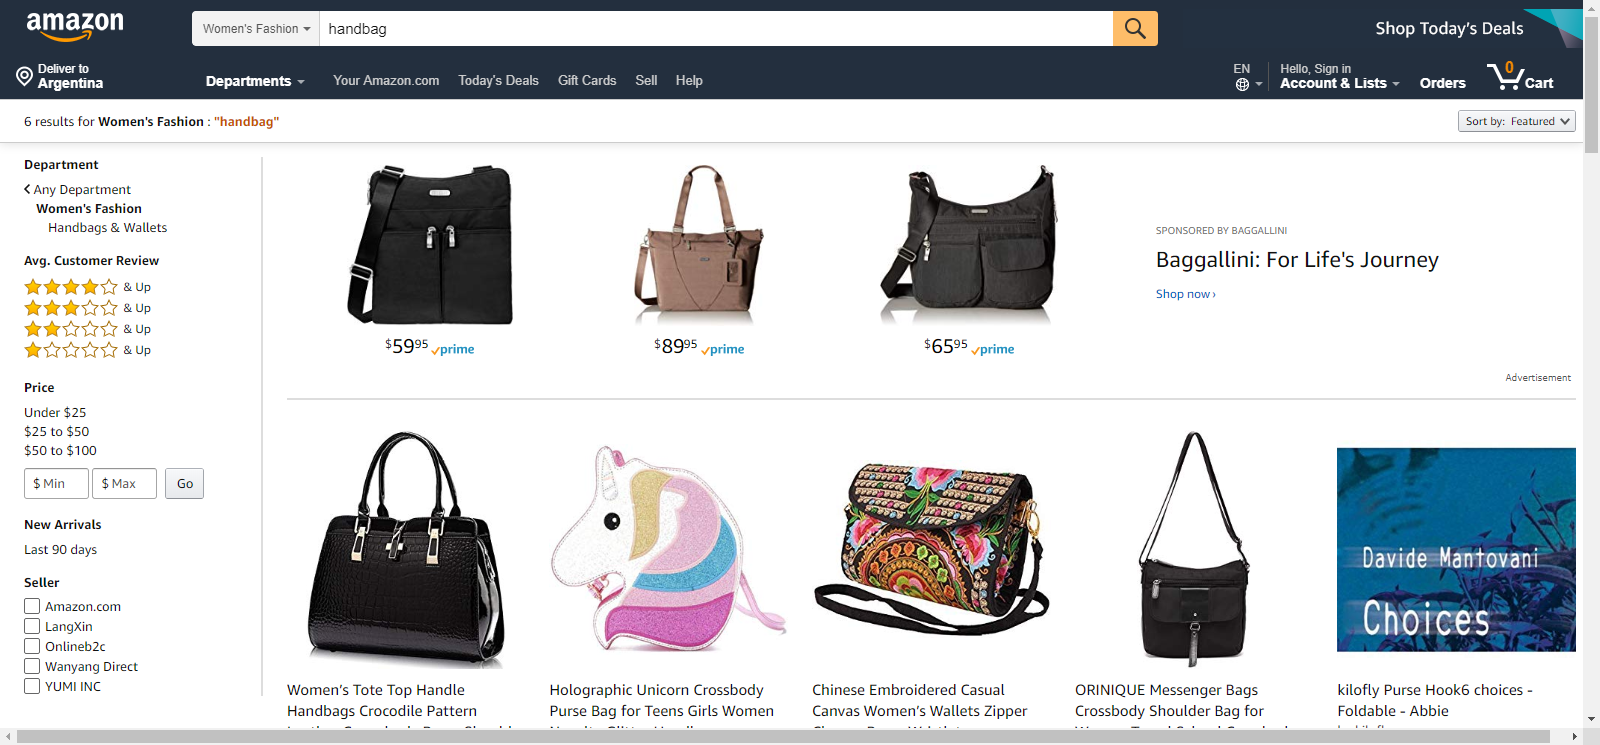 amazon
Women's Fashion
handbag
Shop Today's Deals
Deliver to
Argentina
Departments
Your Amazon.com
Today's Deals
Gift Cards
Sell
Help
EN
Hello, Sign in
Account & Lists
Orders
0
Cart
6 results for Women's Fashion : "handbag"
Sort by: Featured
Department
Any Department
Women's Fashion
Handbags & Wallets
Avg. Customer Review
& Up
& Up
& Up
& Up
Price
Under $25
$25 to $50
$50 to $100
$ Min
$ Max
Go
New Arrivals
Last 90 days
Seller
Amazon.com
LangXin
Onlineb2c
Wanyang Direct
YUMI INC
$5995 prime
$8995 prime
$6595 prime
SPONSORED BY BAGGALLINI
Baggallini: For Life's Journey
Shop now ›
Advertisement
Davide Mantovani
Choices
Women's Tote Top Handle
Handbags Crocodile Pattern
Holographic Unicorn Crossbody
Purse Bag for Teens Girls Women
Chinese Embroidered Casual
Canvas Women's Wallets Zipper
ORINIQUE Messenger Bags
Crossbody Shoulder Bag for
kilofly Purse Hook6 choices -
Foldable - Abbie